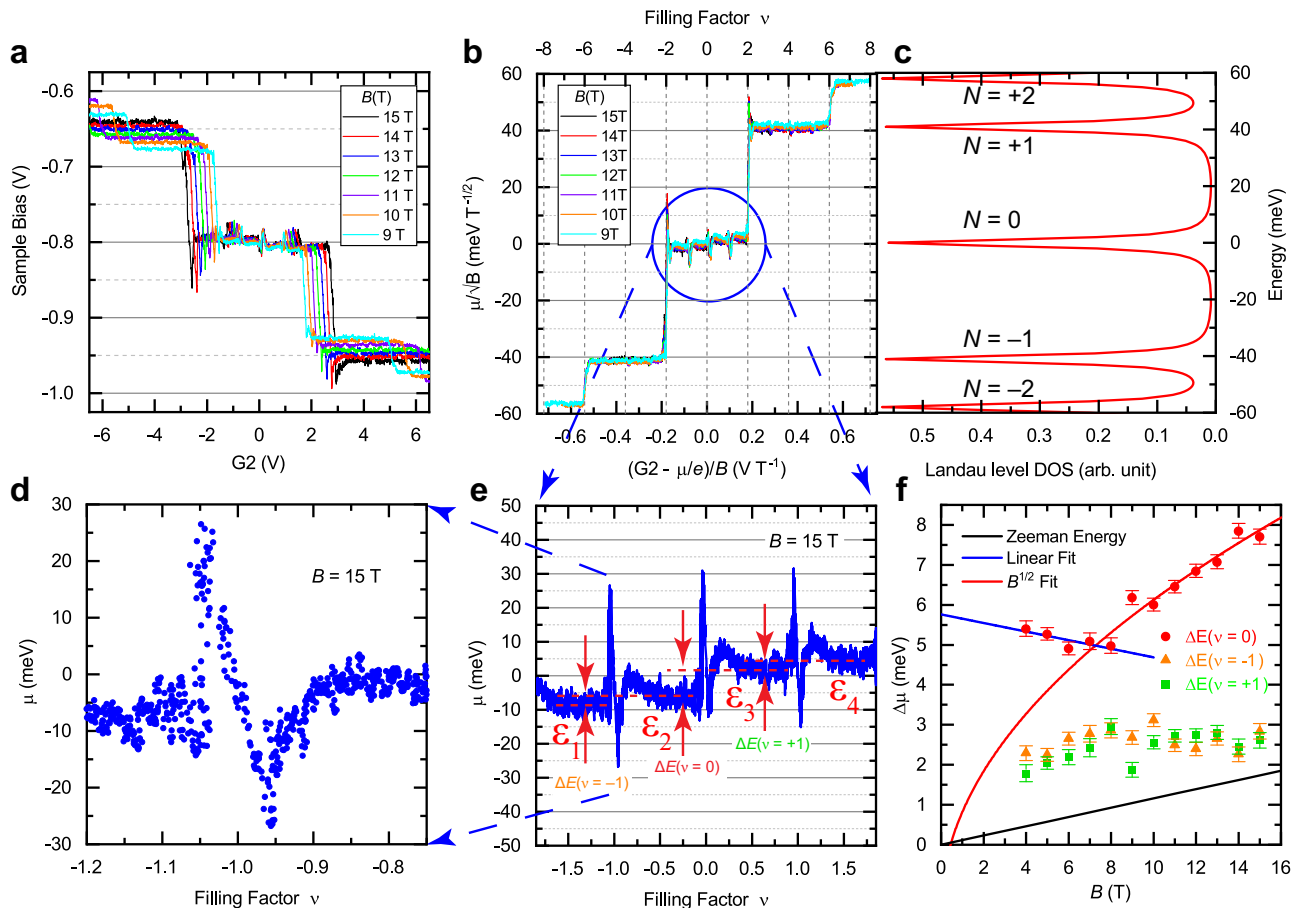 a
Sample Bias (V)
-0.6
-0.7
-0.8
-0.9
-1.0
B(T)
15 T
14 T
13 T
12 T
11 T
10 T
9 T
-6
-4
-2
0
2
4
6
G2 (V)
b
Filling Factor ν
-8
-6
-4
-2
0
2
4
6
8
μ/√B (meV T-1/2)
60
40
20
0
-20
-40
-60
B(T)
15T
14T
13T
12T
11T
10T
9T
-0.6
-0.4
-0.2
0.0
0.2
0.4
0.6
(G2 - μ/e)/B (V T-1)
c
N = +2
N = +1
N = 0
N = –1
N = –2
60
40
20
0
-20
-40
-60
Energy (meV)
0.5
0.4
0.3
0.2
0.1
0.0
Landau level DOS (arb. unit)
d
μ (meV)
30
20
10
0
-10
-20
-30
B = 15 T
-1.2
-1.1
-1.0
-0.9
-0.8
Filling Factor ν
e
μ (meV)
50
40
30
20
10
0
-10
-20
-30
-40
-50
B = 15 T
ε1
ε2
ε3
ε4
ΔE(ν = –1)
ΔE(ν = 0)
ΔE(ν = +1)
-1.5
-1.0
-0.5
0.0
0.5
1.0
1.5
Filling Factor ν
f
Δμ (meV)
8
7
6
5
4
3
2
1
0
Zeeman Energy
Linear Fit
B1/2 Fit
ΔE(ν = 0)
ΔE(ν = -1)
ΔE(ν = +1)
0
2
4
6
8
10
12
14
16
B (T)